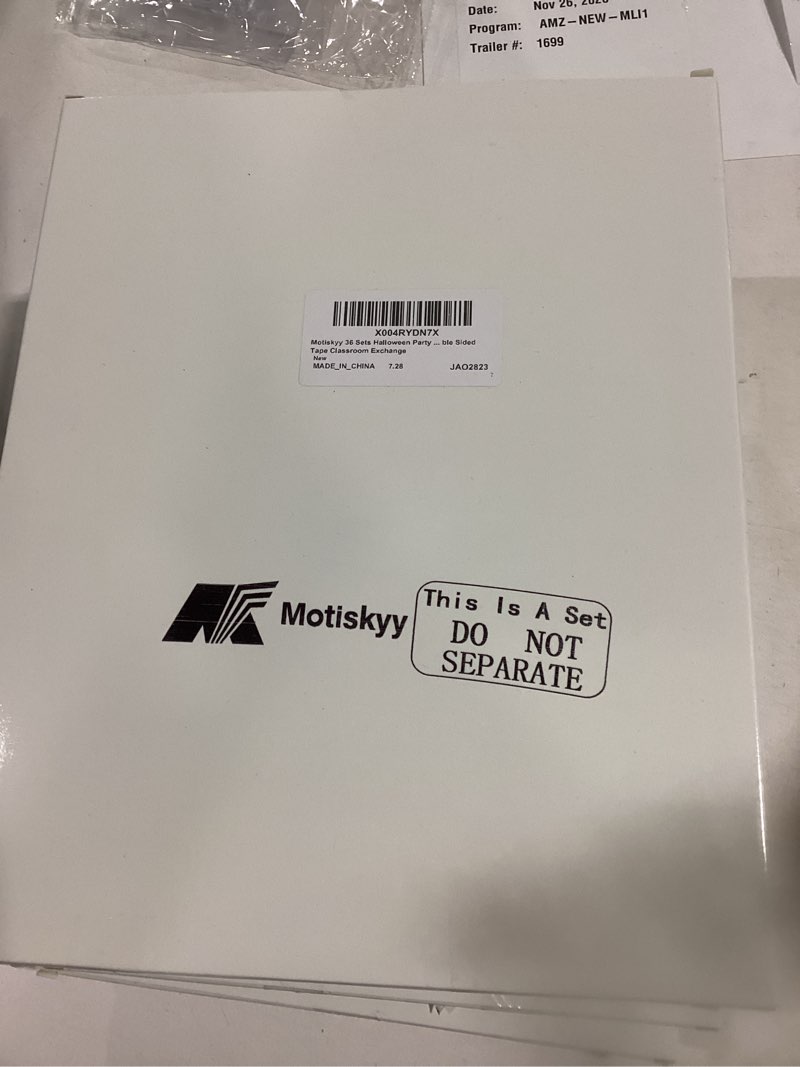 Date: Nov 26,
Program: AMZ-NEW-MLI1
Trailer #: 1699
X004RYDN7X
Motiskyy 36 Sets Halloween Party ... ble Sided
Tape Classroom Exchange
New
MADE_IN_CHINA 7.28 JAO2823
?
Motiskyy
This Is A Set
DO NOT
SEPARATE